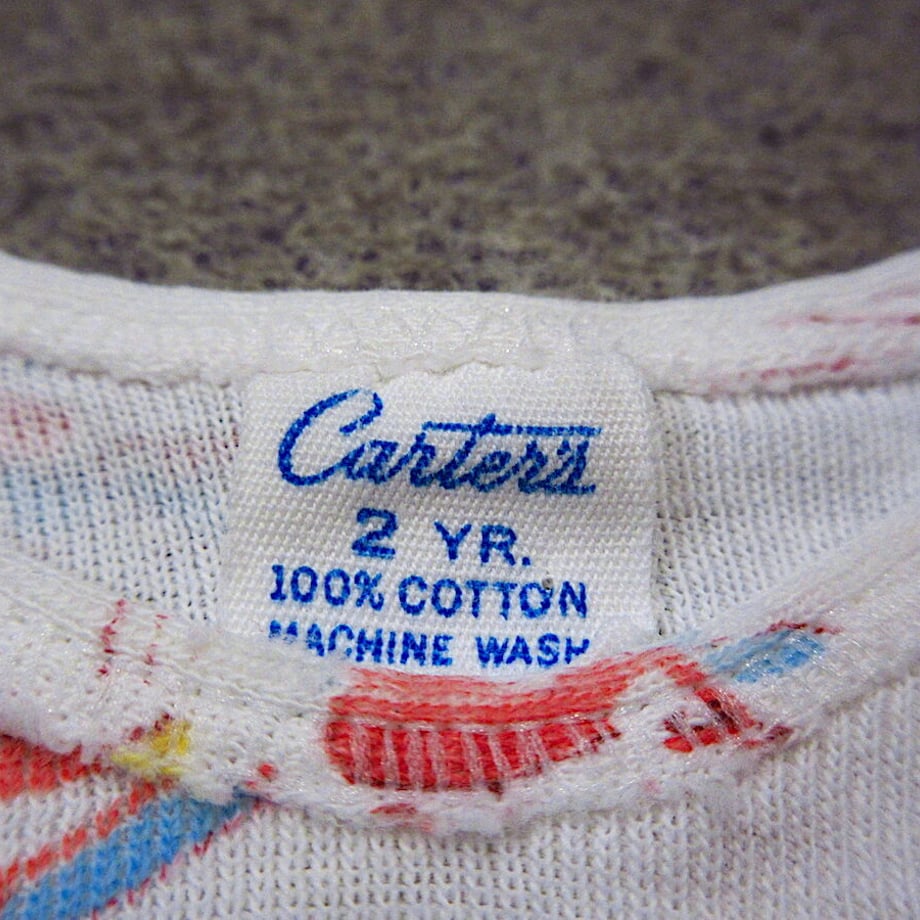 Carter's
2 YR.
100% COTTON
MACHINE WASH